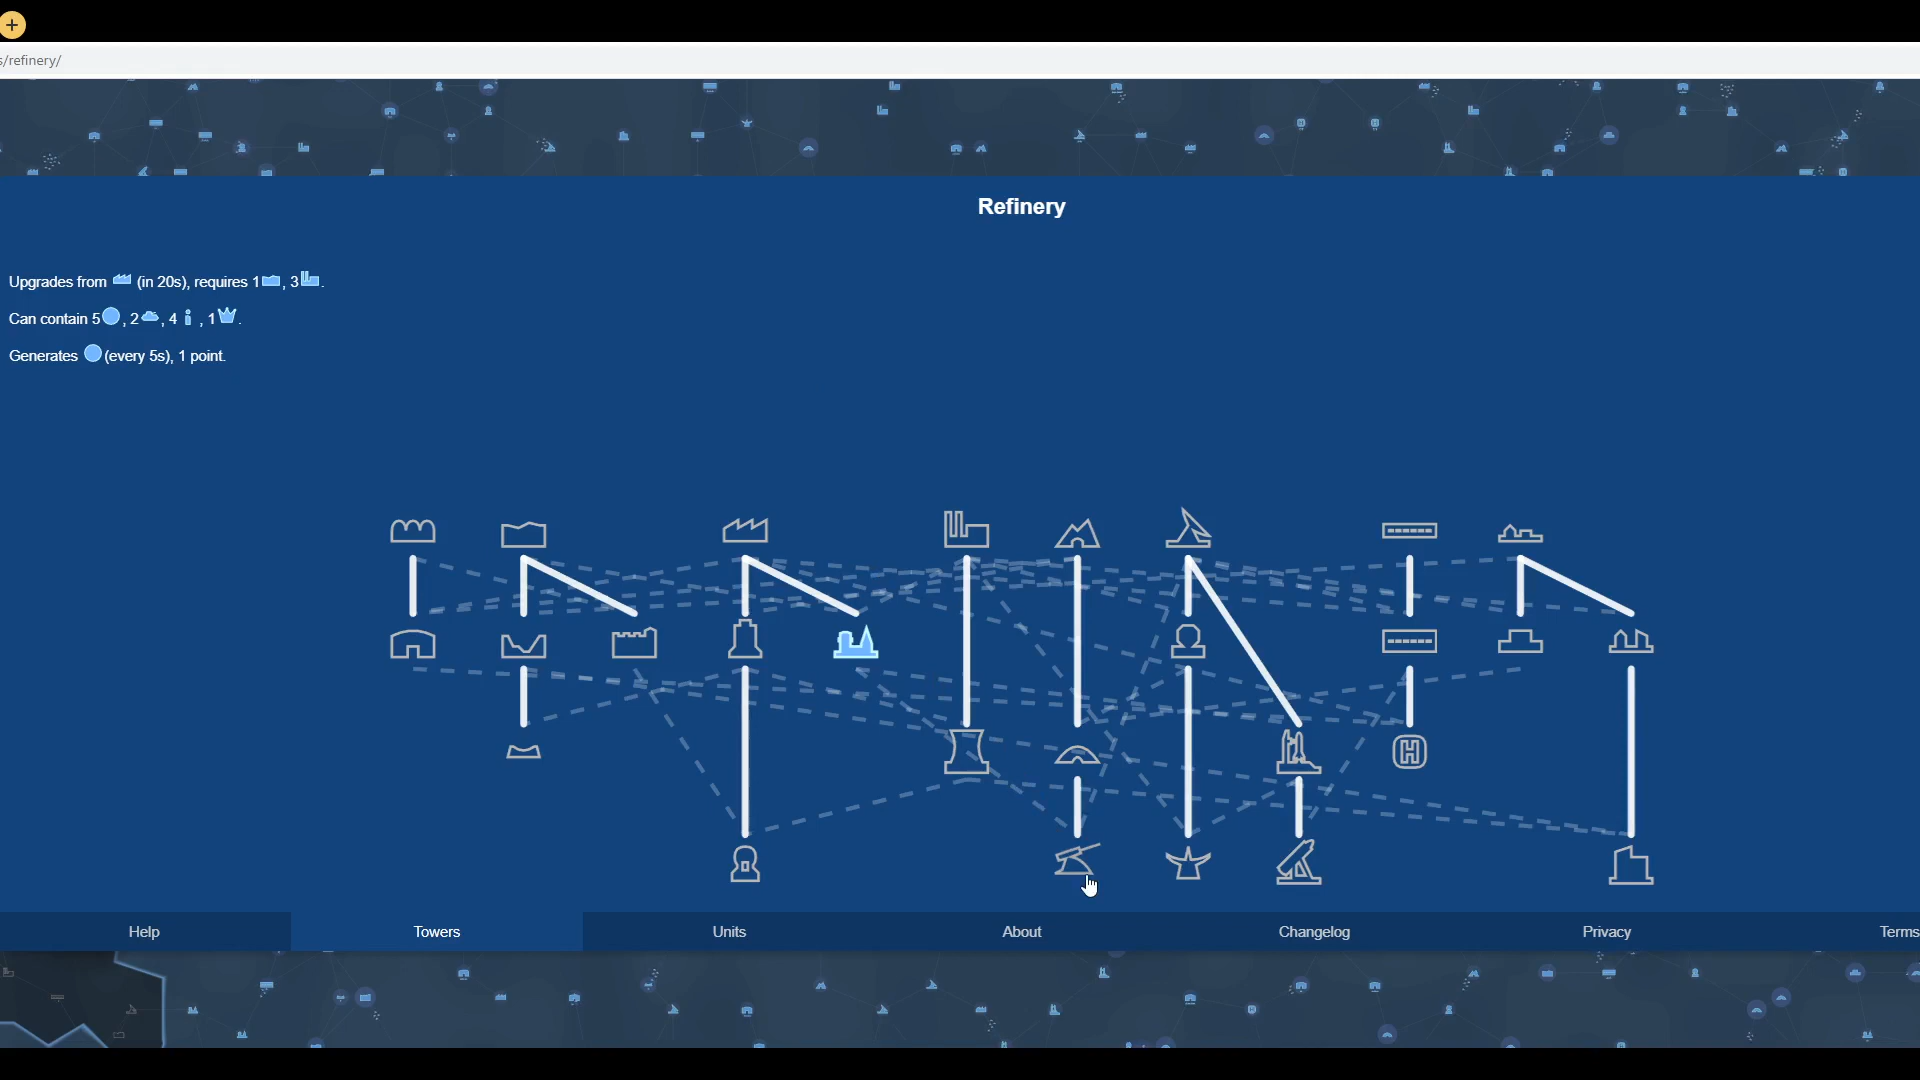 s/refinery/
Refinery
Upgrades from (in 20s), requires 1 , 3 .
Can contain 5 , 2 , 4 , 1 .
Generates (every 5s), 1 point.
H
Help Towers Units About Changelog Privacy Terms